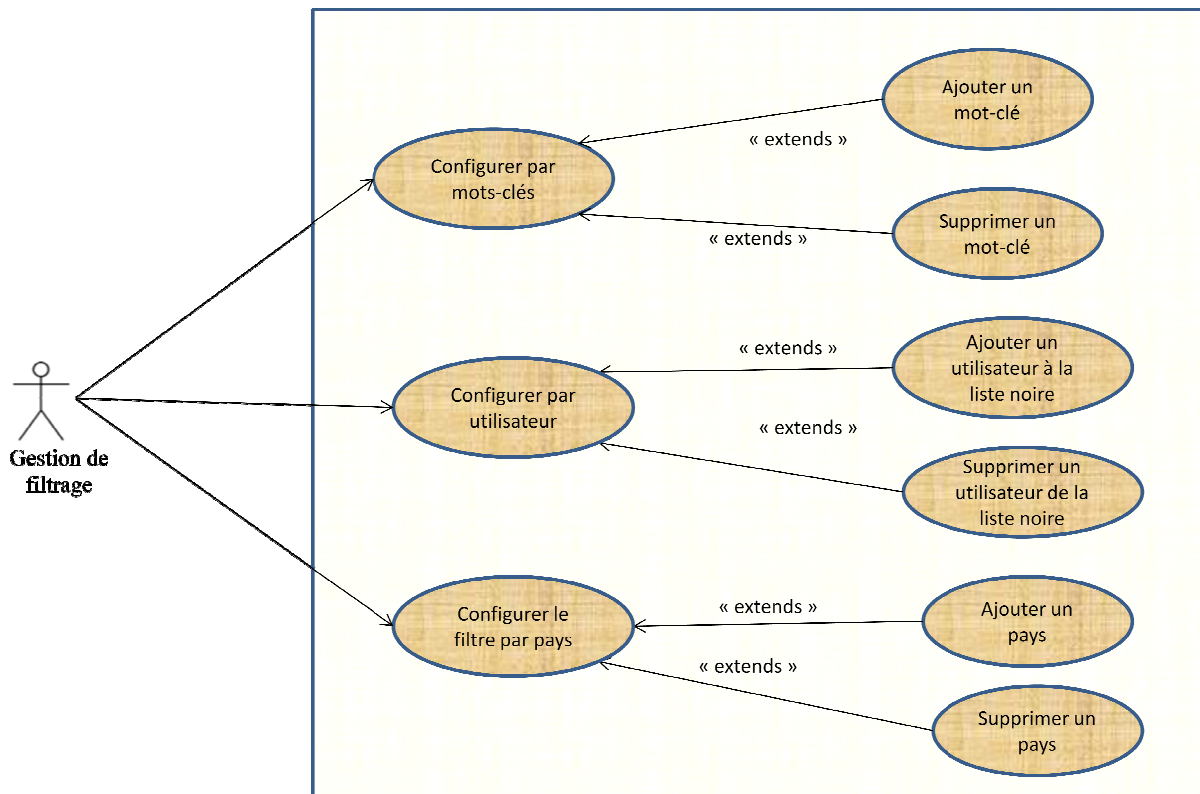 Ajouter un
mot-clé
« extends »
Configurer par
mots-clés
Supprimer un
mot-clé
« extends »
Ajouter un
utilisateur à la
liste noire
« extends »
Configurer par
utilisateur
« extends »
Supprimer un
utilisateur de la
liste noire
Gestion de
filtrage
Configurer le
filtre par pays
« extends »
Ajouter un
pays
« extends »
Supprimer un
pays